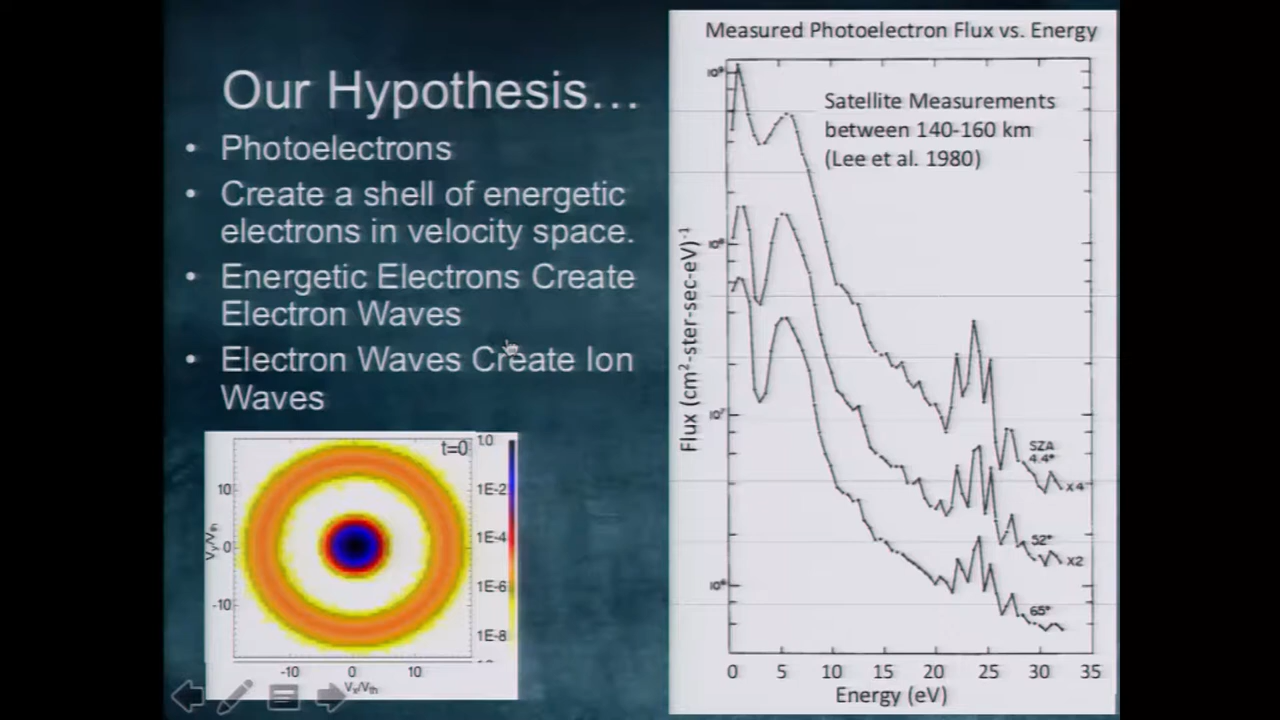 Our Hypothesis…
• Photoelectrons
• Create a shell of energetic
electrons in velocity space.
• Energetic Electrons Create
Electron Waves
• Electron Waves Create Ion
Waves
t=0
1.0
1E-2
1E-4
1E-6
1E-8
10
0
-10
Vy/Vth
-10
0
10
Vx/Vth
Measured Photoelectron Flux vs. Energy
Satellite Measurements
between 140-160 km
(Lee et al. 1980)
Flux (cm²-ster-sec-eV)⁻¹
10⁹
10⁸
10⁷
10⁶
SZA
4.4°
x4
52°
x2
65°
0 5 10 15 20 25 30 35
Energy (eV)